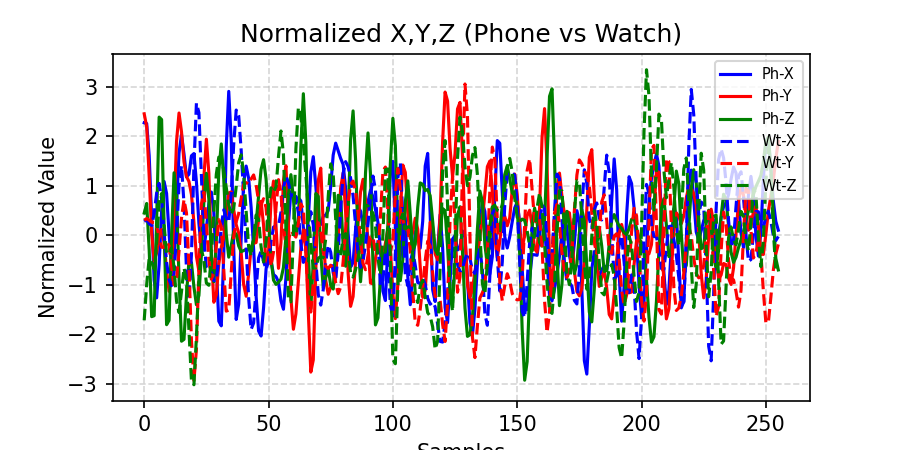 Normalized X,Y,Z (Phone vs Watch)
Normalized Value
3
2
1
0
−1
−2
−3
Ph-X
Ph-Y
Ph-Z
Wt-X
Wt-Y
Wt-Z
0 50 100 150 200 250
Samples